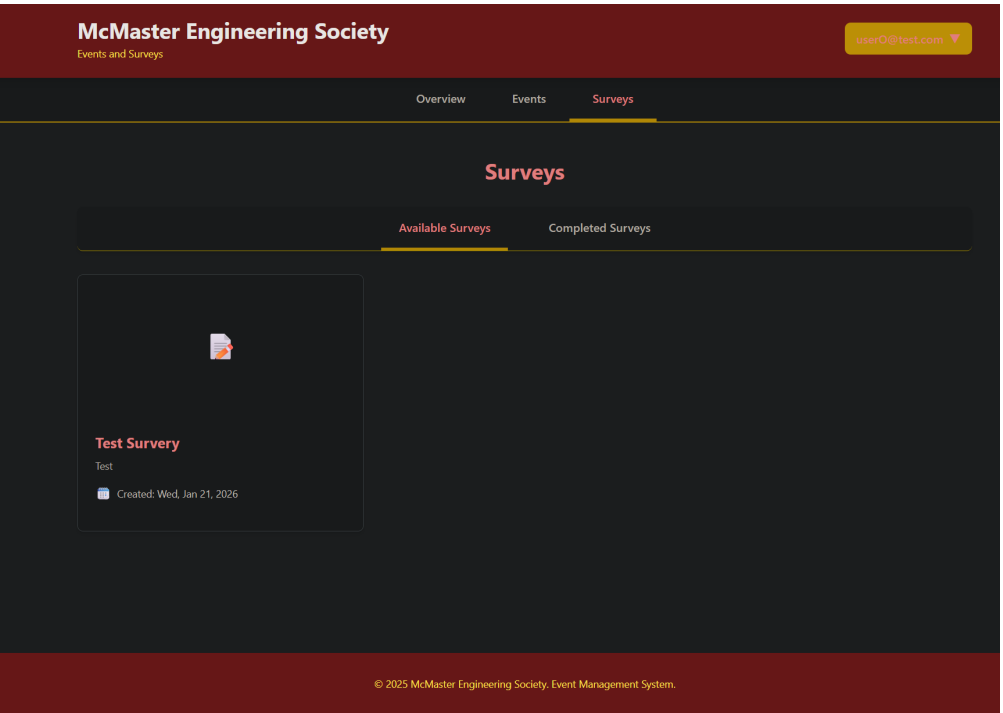 McMaster Engineering Society
Events and Surveys
user0@test.com ▼
Overview Events Surveys
Surveys
Available Surveys Completed Surveys
Test Survery
Test
Created: Wed, Jan 21, 2026
© 2025 McMaster Engineering Society. Event Management System.